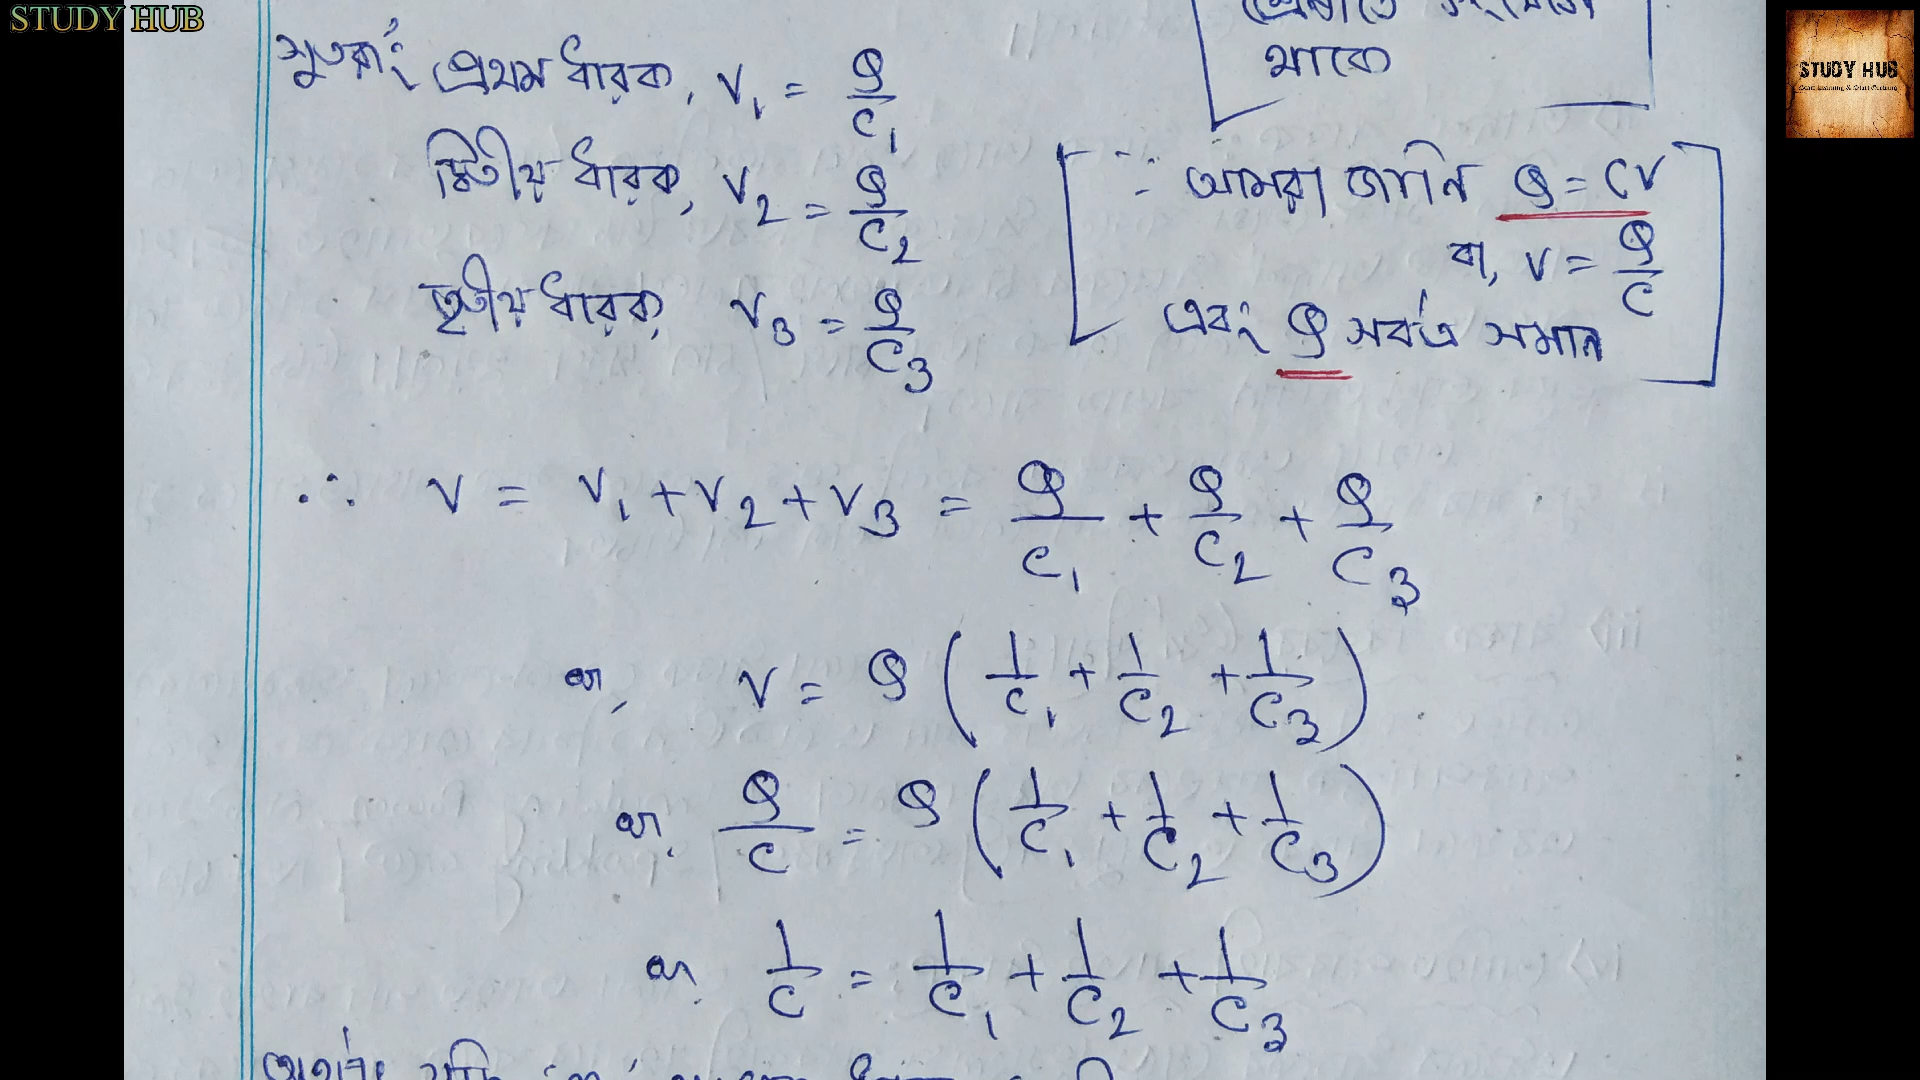 STUDY HUB
STUDY HUB
থাকে
সুতরাং প্রথম ধারক, V₁ = Q/C₁
দ্বিতীয় ধারক, V₂ = Q/C₂
তৃতীয় ধারক, V₃ = Q/C₃
[∵ আমরা জানি Q = CV
বা, V = Q/C
এবং Q সর্বত্র সমান]
∴ V = V₁ + V₂ + V₃ = Q/C₁ + Q/C₂ + Q/C₃
বা, V = Q (1/C₁ + 1/C₂ + 1/C₃)
বা, Q/C = Q (1/C₁ + 1/C₂ + 1/C₃)
বা, 1/C = 1/C₁ + 1/C₂ + 1/C₃